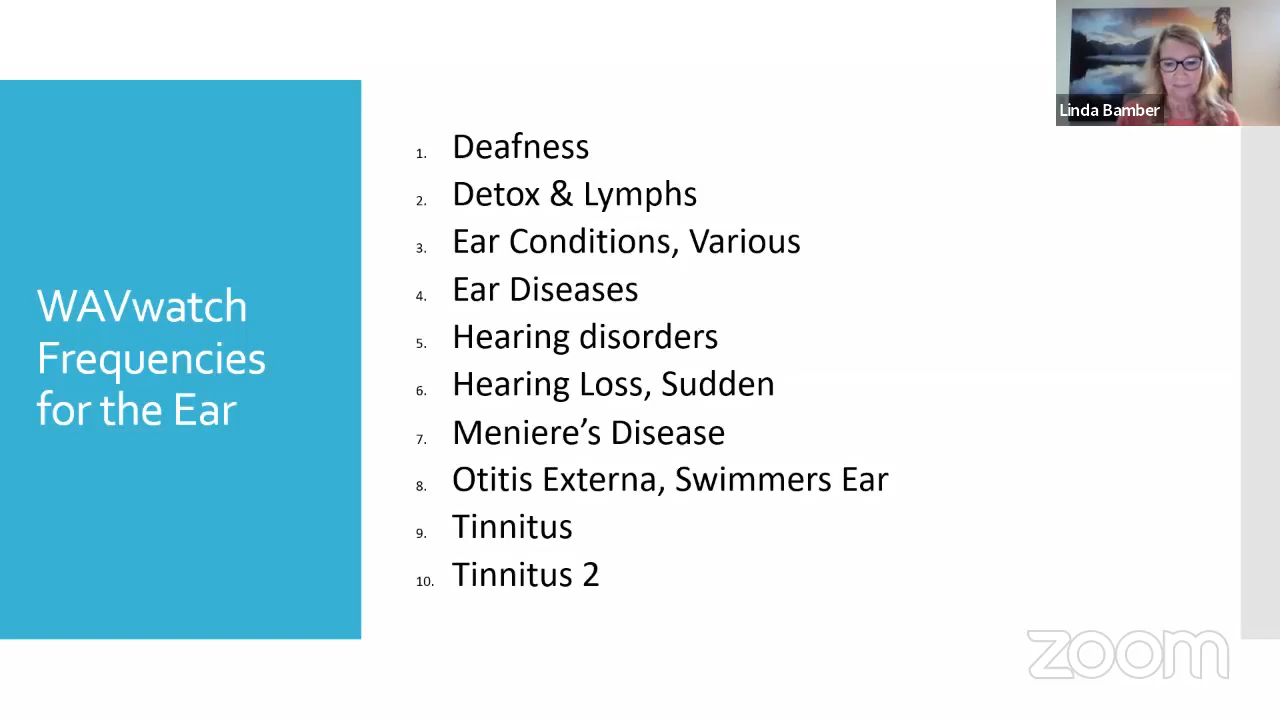 Linda Bamber
WAVwatch
Frequencies
for the Ear
1. Deafness
2. Detox & Lymphs
3. Ear Conditions, Various
4. Ear Diseases
5. Hearing disorders
6. Hearing Loss, Sudden
7. Meniere’s Disease
8. Otitis Externa, Swimmers Ear
9. Tinnitus
10. Tinnitus 2
zoom